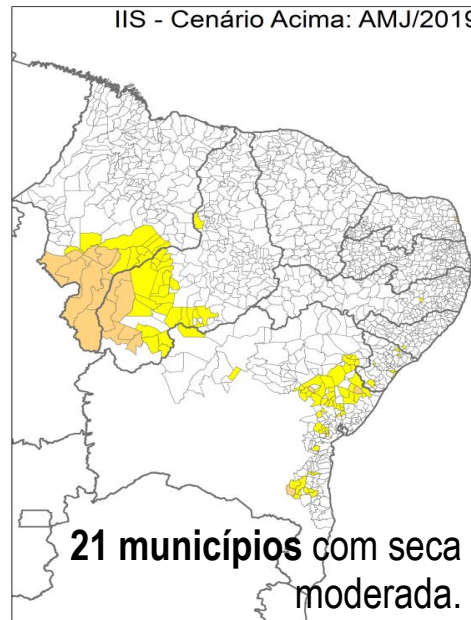 IIS - Cenário Acima: AMJ/2019
21 municípios com seca
moderada.